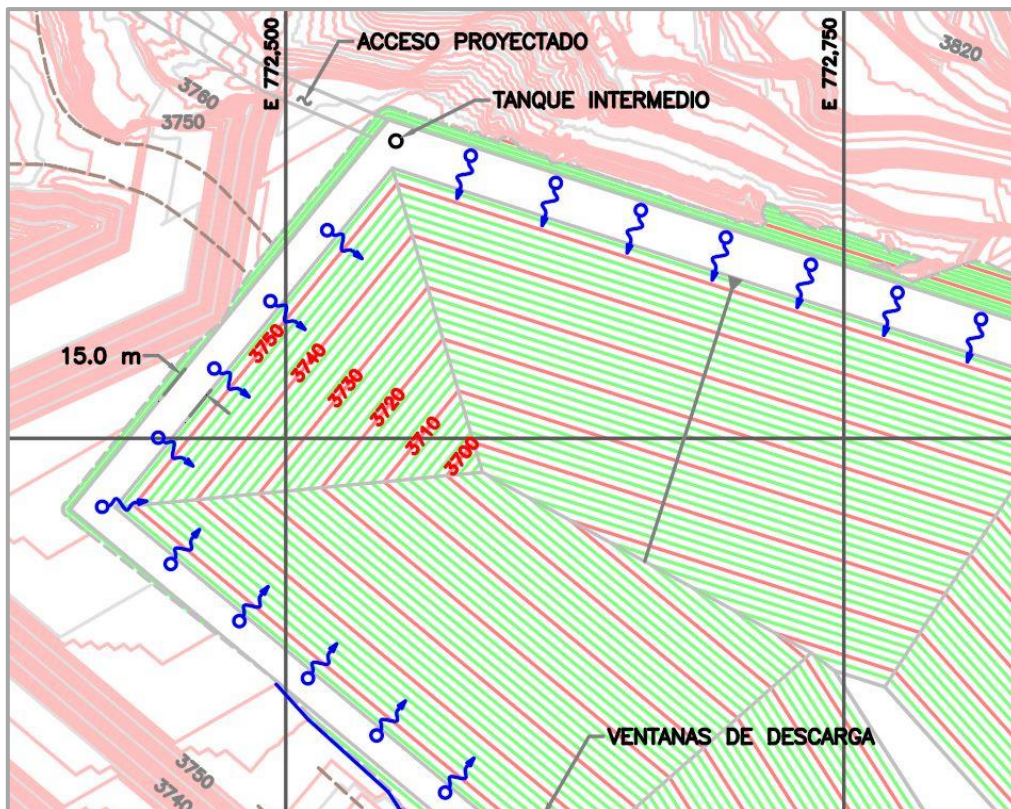 E 772,500
ACCESO PROYECTADO
E 772,750
3820
3760
3750
TANQUE INTERMEDIO
15.0 m
3750
3740
3730
3720
3710
3700
VENTANAS DE DESCARGA
3750
3740